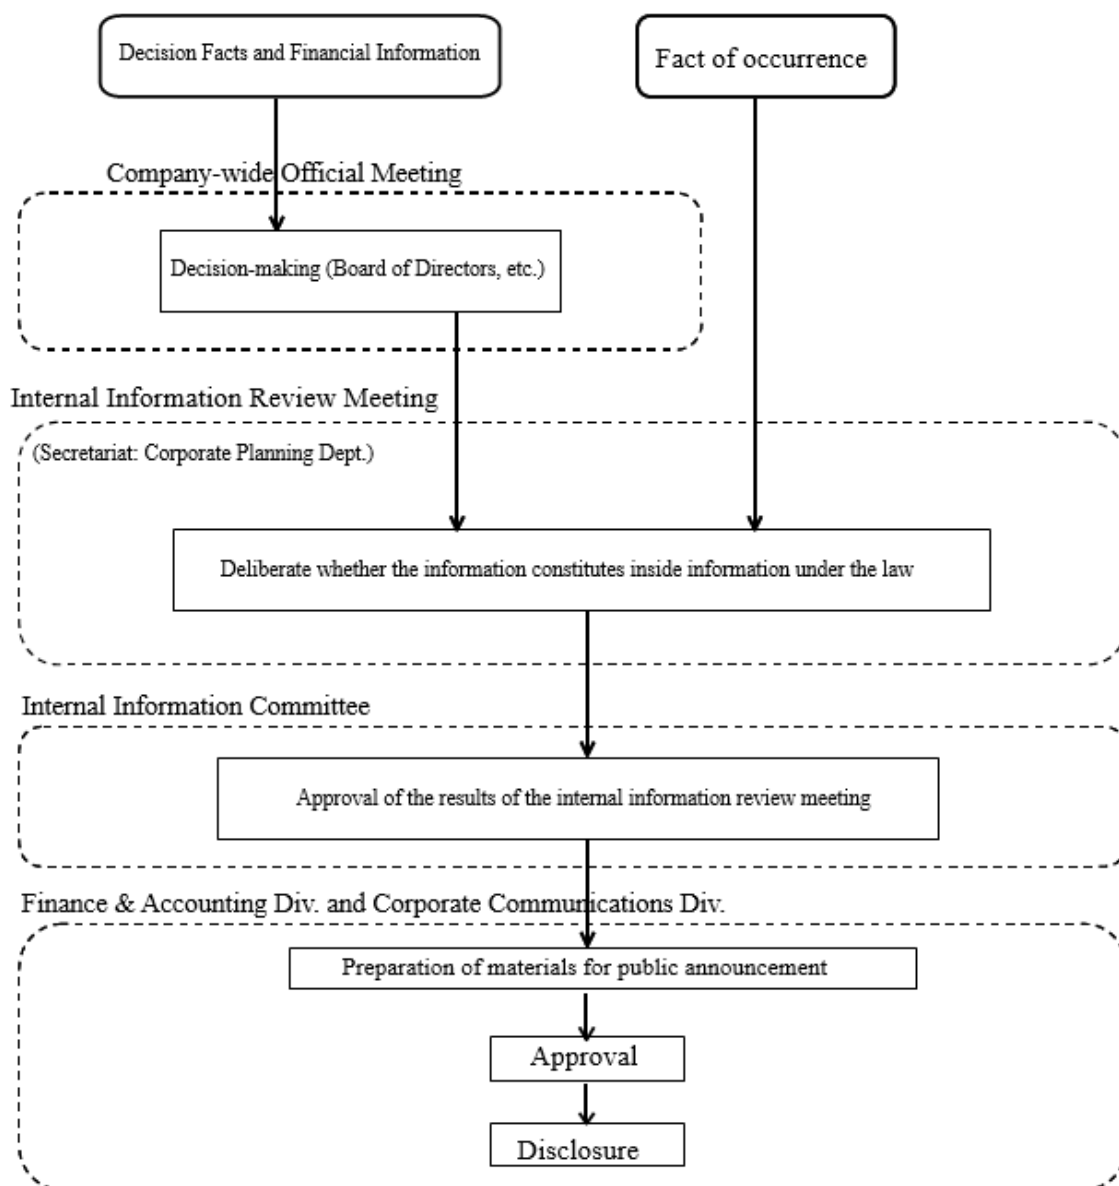 Decision Facts and Financial Information
Fact of occurrence
Company-wide Official Meeting
Decision-making (Board of Directors, etc.)
Internal Information Review Meeting
(Secretariat: Corporate Planning Dept.)
Deliberate whether the information constitutes inside information under the law
Internal Information Committee
Approval of the results of the internal information review meeting
Finance & Accounting Div. and Corporate Communications Div.
Preparation of materials for public announcement
Approval
Disclosure